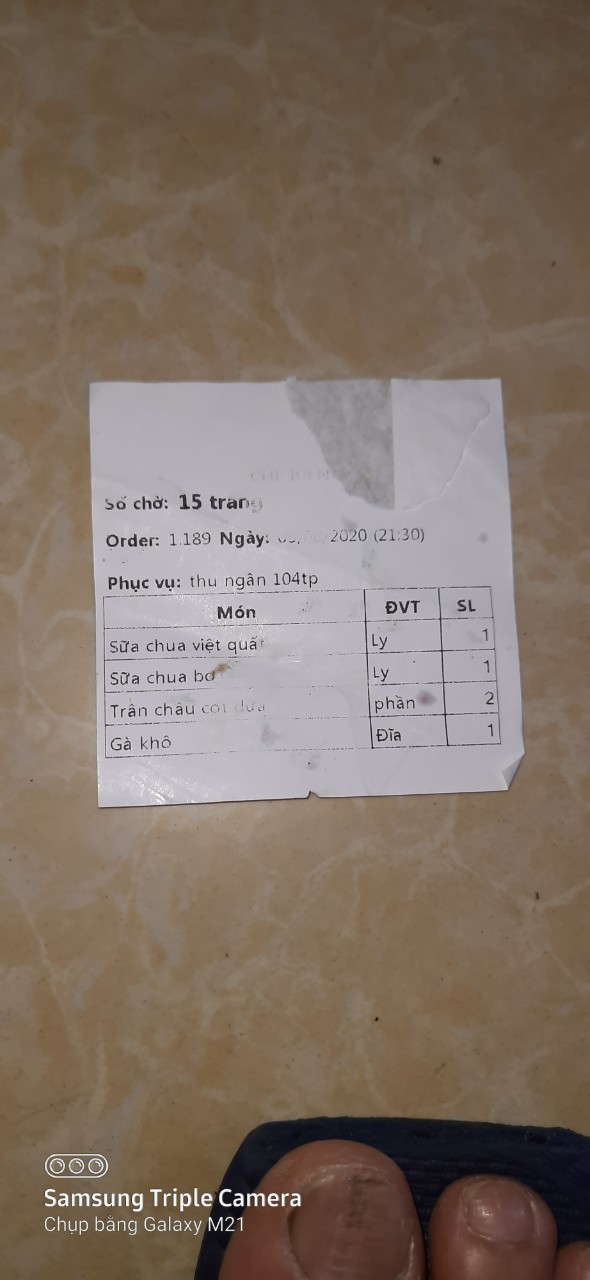 CHẾ BIẾN
Số chờ: 15 trang
Order: 1.189 Ngày: 2020 (21:30)
Phục vụ: thu ngân 104tp
Món ĐVT SL
Sữa chua việt quất Ly 1
Sữa chua bơ Ly 1
Trân châu cốt dừa phần 2
Gà khô Đĩa 1
Samsung Triple Camera
Chụp bằng Galaxy M21